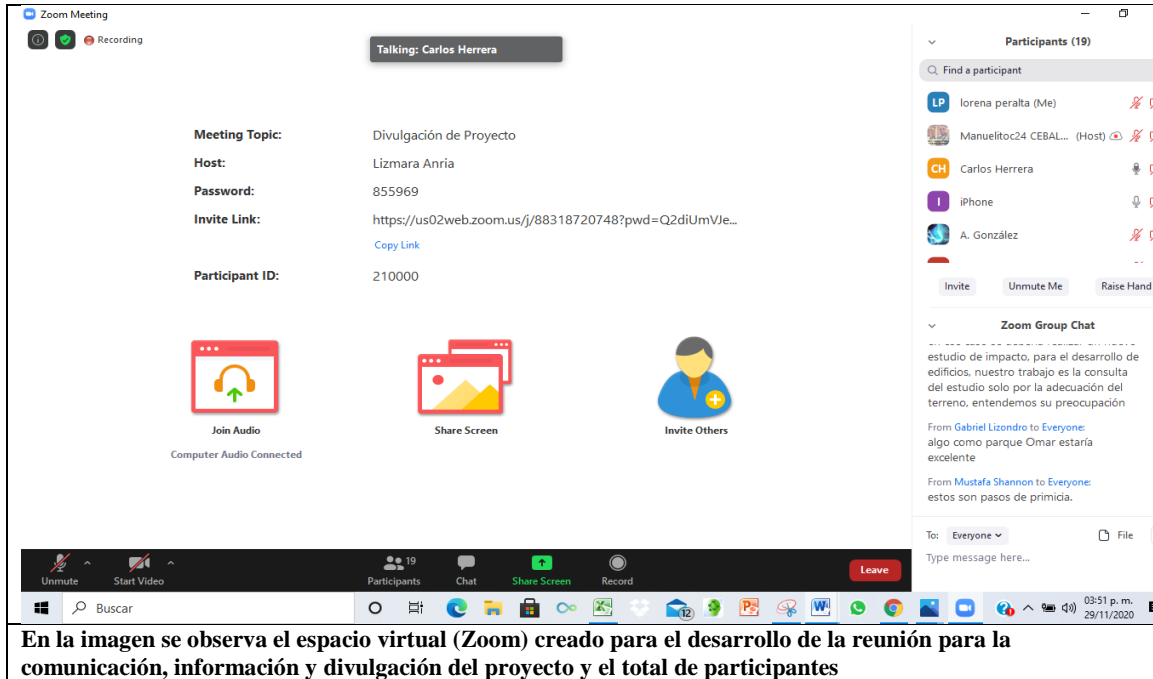 Zoom Meeting
Recording
Talking: Carlos Herrera
Meeting Topic: Divulgación de Proyecto
Host: Lizmara Anria
Password: 855969
Invite Link: https://us02web.zoom.us/j/88318720748?pwd=Q2diUmVJe...
Copy Link
Participant ID: 210000
Join Audio
Computer Audio Connected
Share Screen
Invite Others
Participants (19)
Find a participant
LP lorena peralta (Me)
Manuelitoc24 CEBAL... (Host)
CH Carlos Herrera
I iPhone
A. González
Invite Unmute Me Raise Hand
Zoom Group Chat
estudio de impacto, para el desarrollo de
edificios, nuestro trabajo es la consulta
del estudio solo por la adecuación del
terreno, entendemos su preocupación
From Gabriel Lizondro to Everyone:
algo como parque Omar estaría
excelente
From Mustafa Shannon to Everyone:
estos son pasos de primicia.
To: Everyone File
Type message here...
Unmute Start Video Participants 19 Chat Share Screen Record Leave
Buscar
12
03:51 p. m.
29/11/2020
En la imagen se observa el espacio virtual (Zoom) creado para el desarrollo de la reunión para la
comunicación, información y divulgación del proyecto y el total de participantes